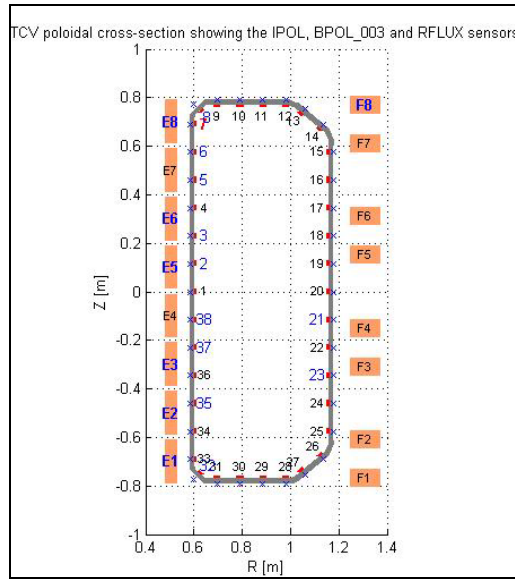 TCV poloidal cross-section showing the IPOL, BPOL_003 and RFLUX sensors
1
0.8
0.6
0.4
0.2
0
-0.2
-0.4
-0.6
-0.8
-1
Z [m]
0.4 0.6 0.8 1 1.2 1.4
R [m]
E8
E7
E6
E5
E4
E3
E2
E1
F8
F7
F6
F5
F4
F3
F2
F1
1
2
3
4
5
6
7
8
9 10 11 12
13
14
15
16
17
18
19
20
21
22
23
24
25
26
27
28
29
30
31
32
33
34
35
36
37
38